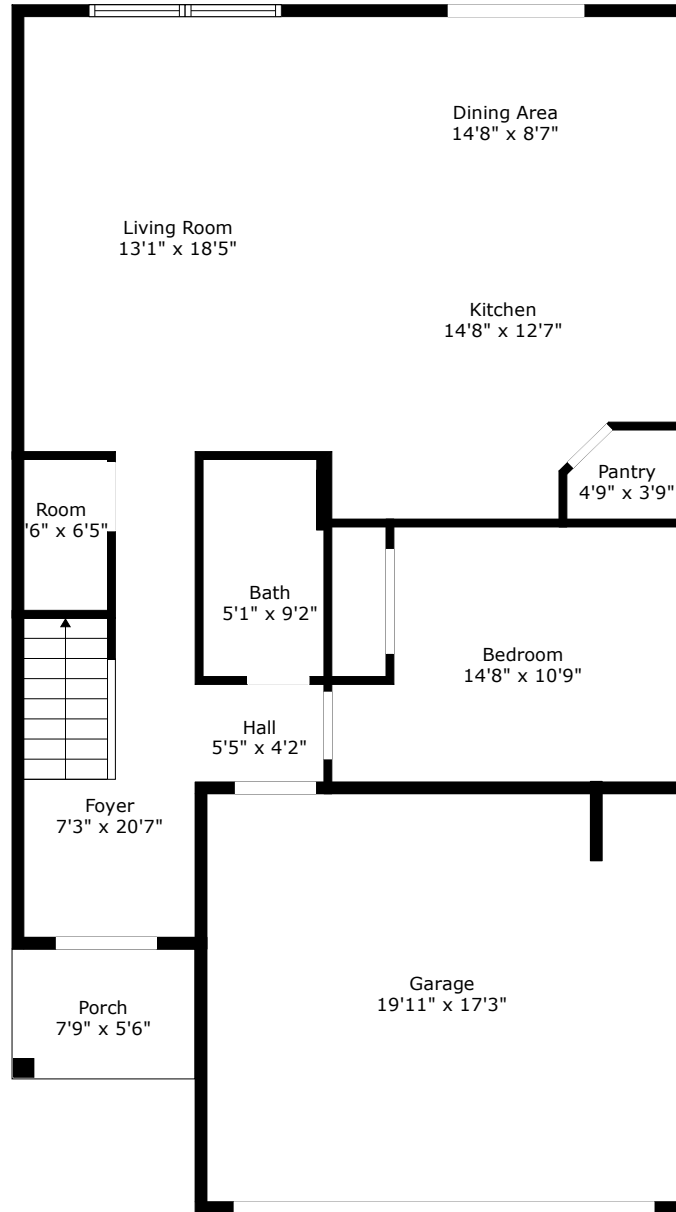 Dining Area
14'8" x 8'7"
Living Room
13'1" x 18'5"
Kitchen
14'8" x 12'7"
Pantry
4'9" x 3'9"
Room
'6" x 6'5"
Bath
5'1" x 9'2"
Bedroom
14'8" x 10'9"
Hall
5'5" x 4'2"
Foyer
7'3" x 20'7"
Garage
19'11" x 17'3"
Porch
7'9" x 5'6"